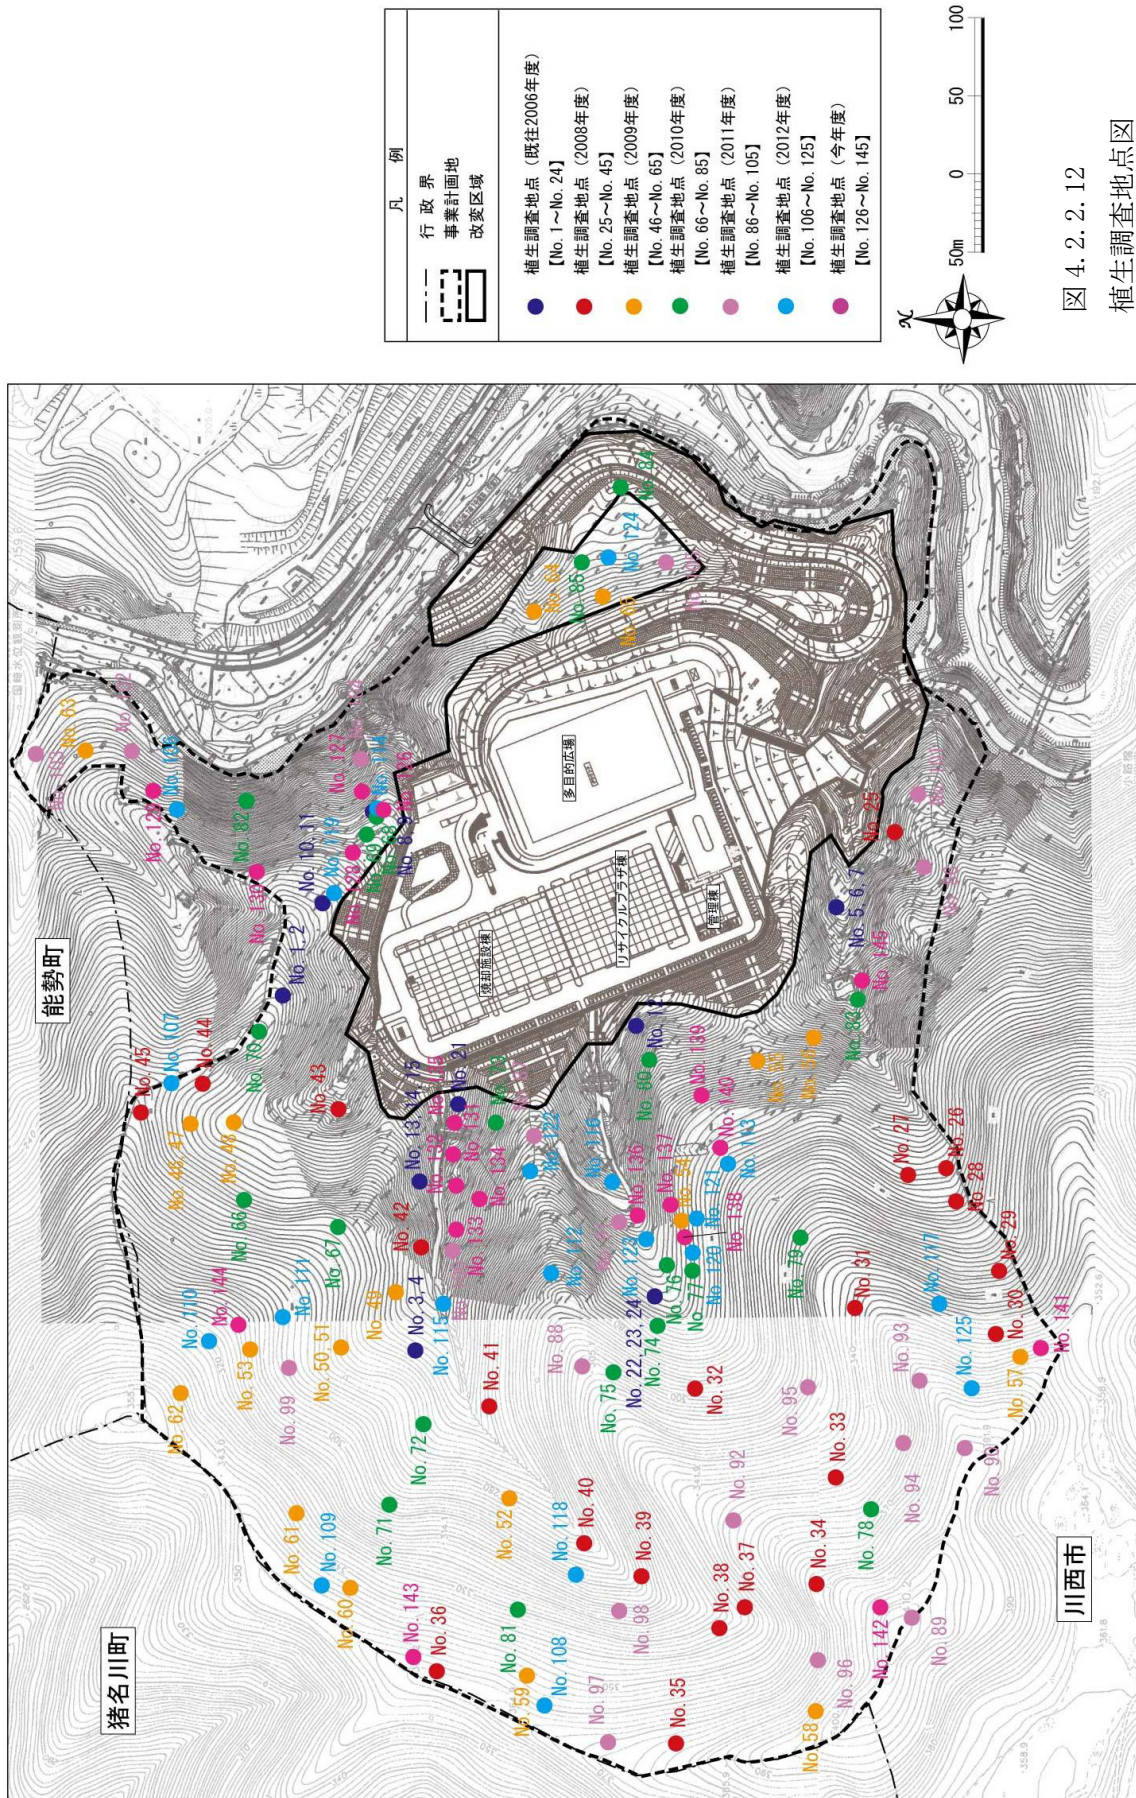 凡 例
行政界
事業計画地
改変区域
植生調査地点（既往2006年度）
【No.1～No.24】
植生調査地点（2008年度）
【No.25～No.45】
植生調査地点（2009年度）
【No.46～No.65】
植生調査地点（2010年度）
【No.66～No.85】
植生調査地点（2011年度）
【No.86～No.105】
植生調査地点（2012年度）
【No.106～No.125】
植生調査地点（今年度）
【No.126～No.145】
N
50m 0 50 100
図 4.2.2.12
植生調査地点図
能勢町
猪名川町
川西市
多目的広場
焼却施設棟
リサイクルプラザ棟
管理棟
No.63
No.82
No.10,11
No.119
No.127
No.114
No.126
No.8,9
No.1,2
No.107
No.45
No.44
No.70
No.43
No.46,47
No.48
No.66
No.67
No.42
No.13,14,15
No.21
No.132
No.131
No.134
No.133
No.110
No.144
No.111
No.53
No.49
No.50,51
No.3,4
No.115
No.62
No.99
No.41
No.72
No.71
No.61
No.109
No.60
No.143
No.36
No.52
No.118
No.40
No.39
No.81
No.98
No.59
No.108
No.97
No.35
No.88
No.75
No.74
No.22,23,24
No.112
No.122
No.116
No.123
No.136
No.137
No.54
No.121
No.138
No.120
No.76
No.77
No.12
No.80
No.139
No.140
No.113
No.55
No.56
No.83
No.145
No.5,6,7
No.25
No.64
No.65
No.85
No.124
No.84
No.79
No.31
No.32
No.33
No.34
No.95
No.92
No.38
No.37
No.78
No.94
No.93
No.90
No.125
No.117
No.27
No.26
No.28
No.29
No.30
No.141
No.57
No.142
No.89
No.96
No.58